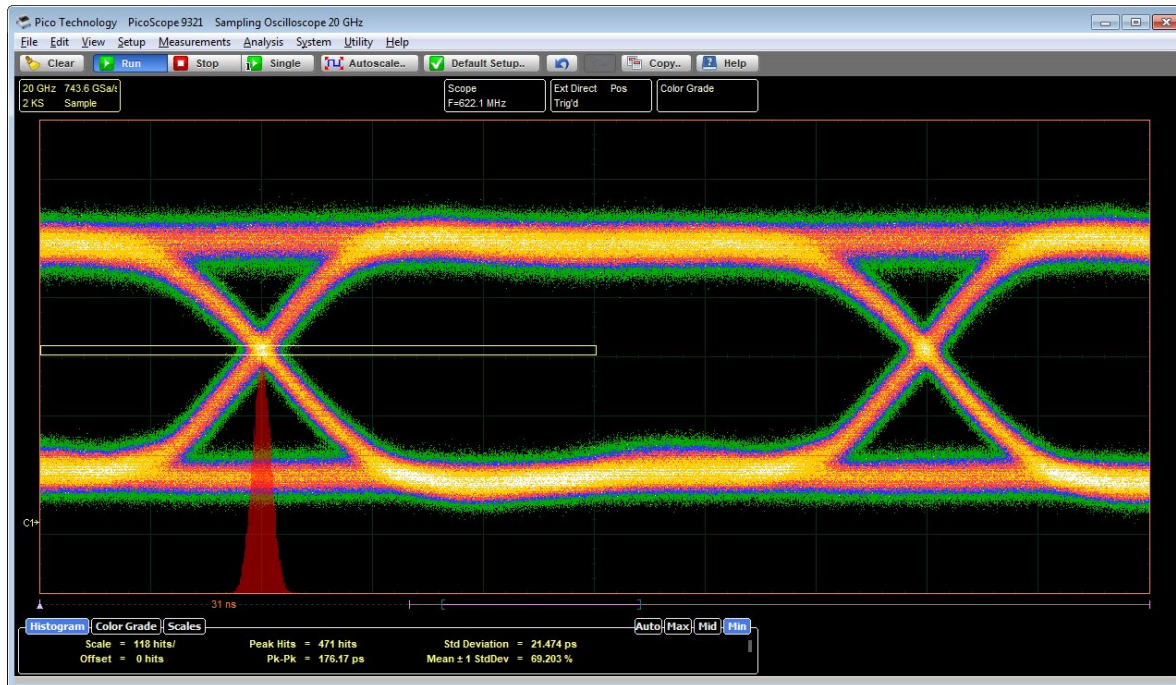 Pico Technology PicoScope 9321 Sampling Oscilloscope 20 GHz
File Edit View Setup Measurements Analysis System Utility Help
Clear Run Stop Single Autoscale.. Default Setup.. Copy.. Help
20 GHz 743.6 GSa/s Scope Ext Direct Pos Color Grade
2 KS Sample F=622.1 MHz Trig'd
C1
31 ns
Histogram Color Grade Scales Auto Max Mid Min
Scale = 118 hits/ Peak Hits = 471 hits Std Deviation = 21.474 ps
Offset = 0 hits Pk-Pk = 176.17 ps Mean ± 1 StdDev = 69.203 %